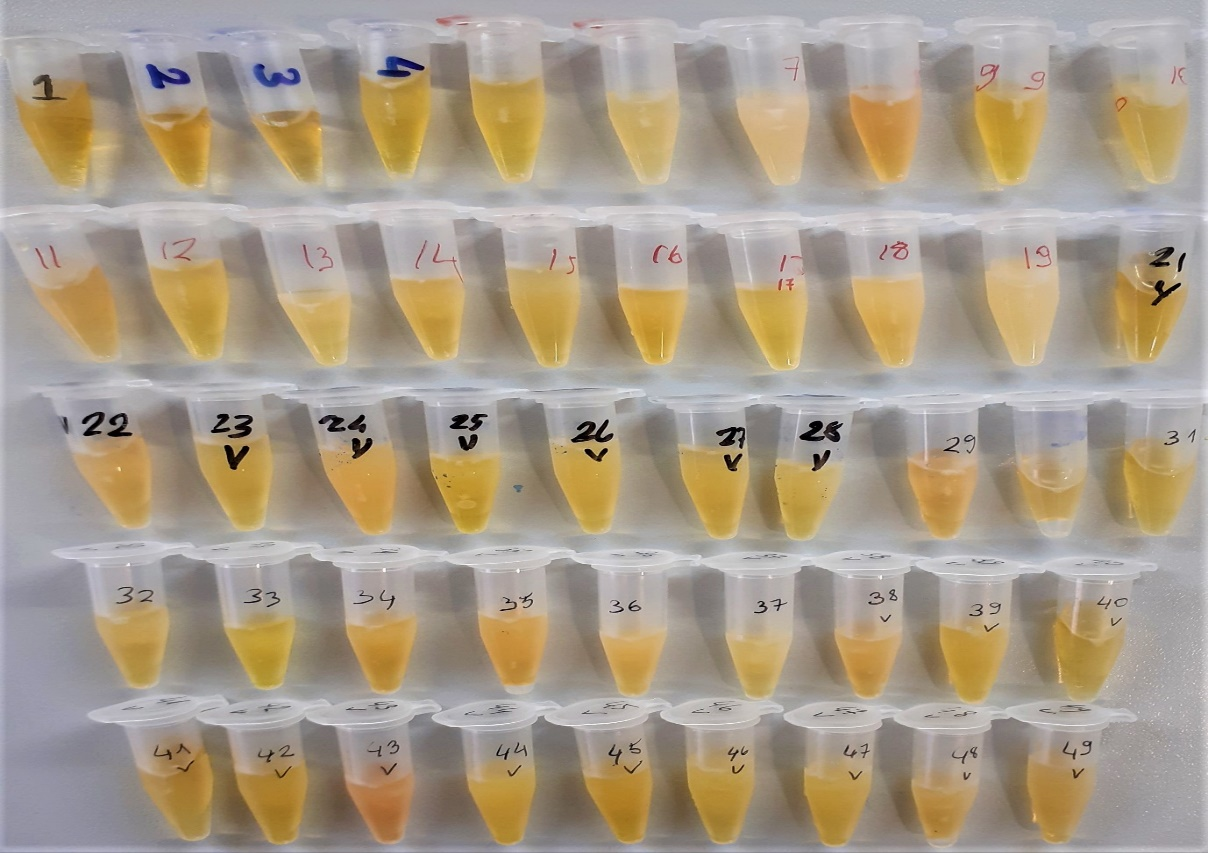 1 2 3 4 7 9 9 10
11 12 13 14 15 16 17 17 18 19 21
22 23 V 24 V 25 V 26 V 27 V 28 V 29 31
32 33 34 35 36 37 38 V 39 V 40 V
41 V 42 V 43 V 44 V 45 V 46 V 47 V 48 V 49 V